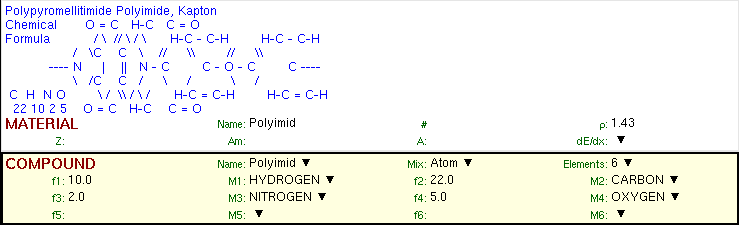 Polypyromellitimide Polyimide, Kapton
Chemical O = C H-C C = O
Formula / \ // \ / \ H-C - C-H H-C - C-H
/ \C C \ // \\ // \\
---- N | || N - C C - O - C C ----
\ /C C / \ / \ /
C H N O \ / \\ / \ / H-C = C-H H-C = C-H
22 10 2 5 O = C H-C C = O
MATERIAL Name: Polyimid # ρ: 1.43
Z: Am: A: dE/dx: ▼
COMPOUND Name: Polyimid ▼ Mix: Atom ▼ Elements: 6 ▼
f1: 10.0 M1: HYDROGEN ▼ f2: 22.0 M2: CARBON ▼
f3: 2.0 M3: NITROGEN ▼ f4: 5.0 M4: OXYGEN ▼
f5: M5: ▼ f6: M6: ▼